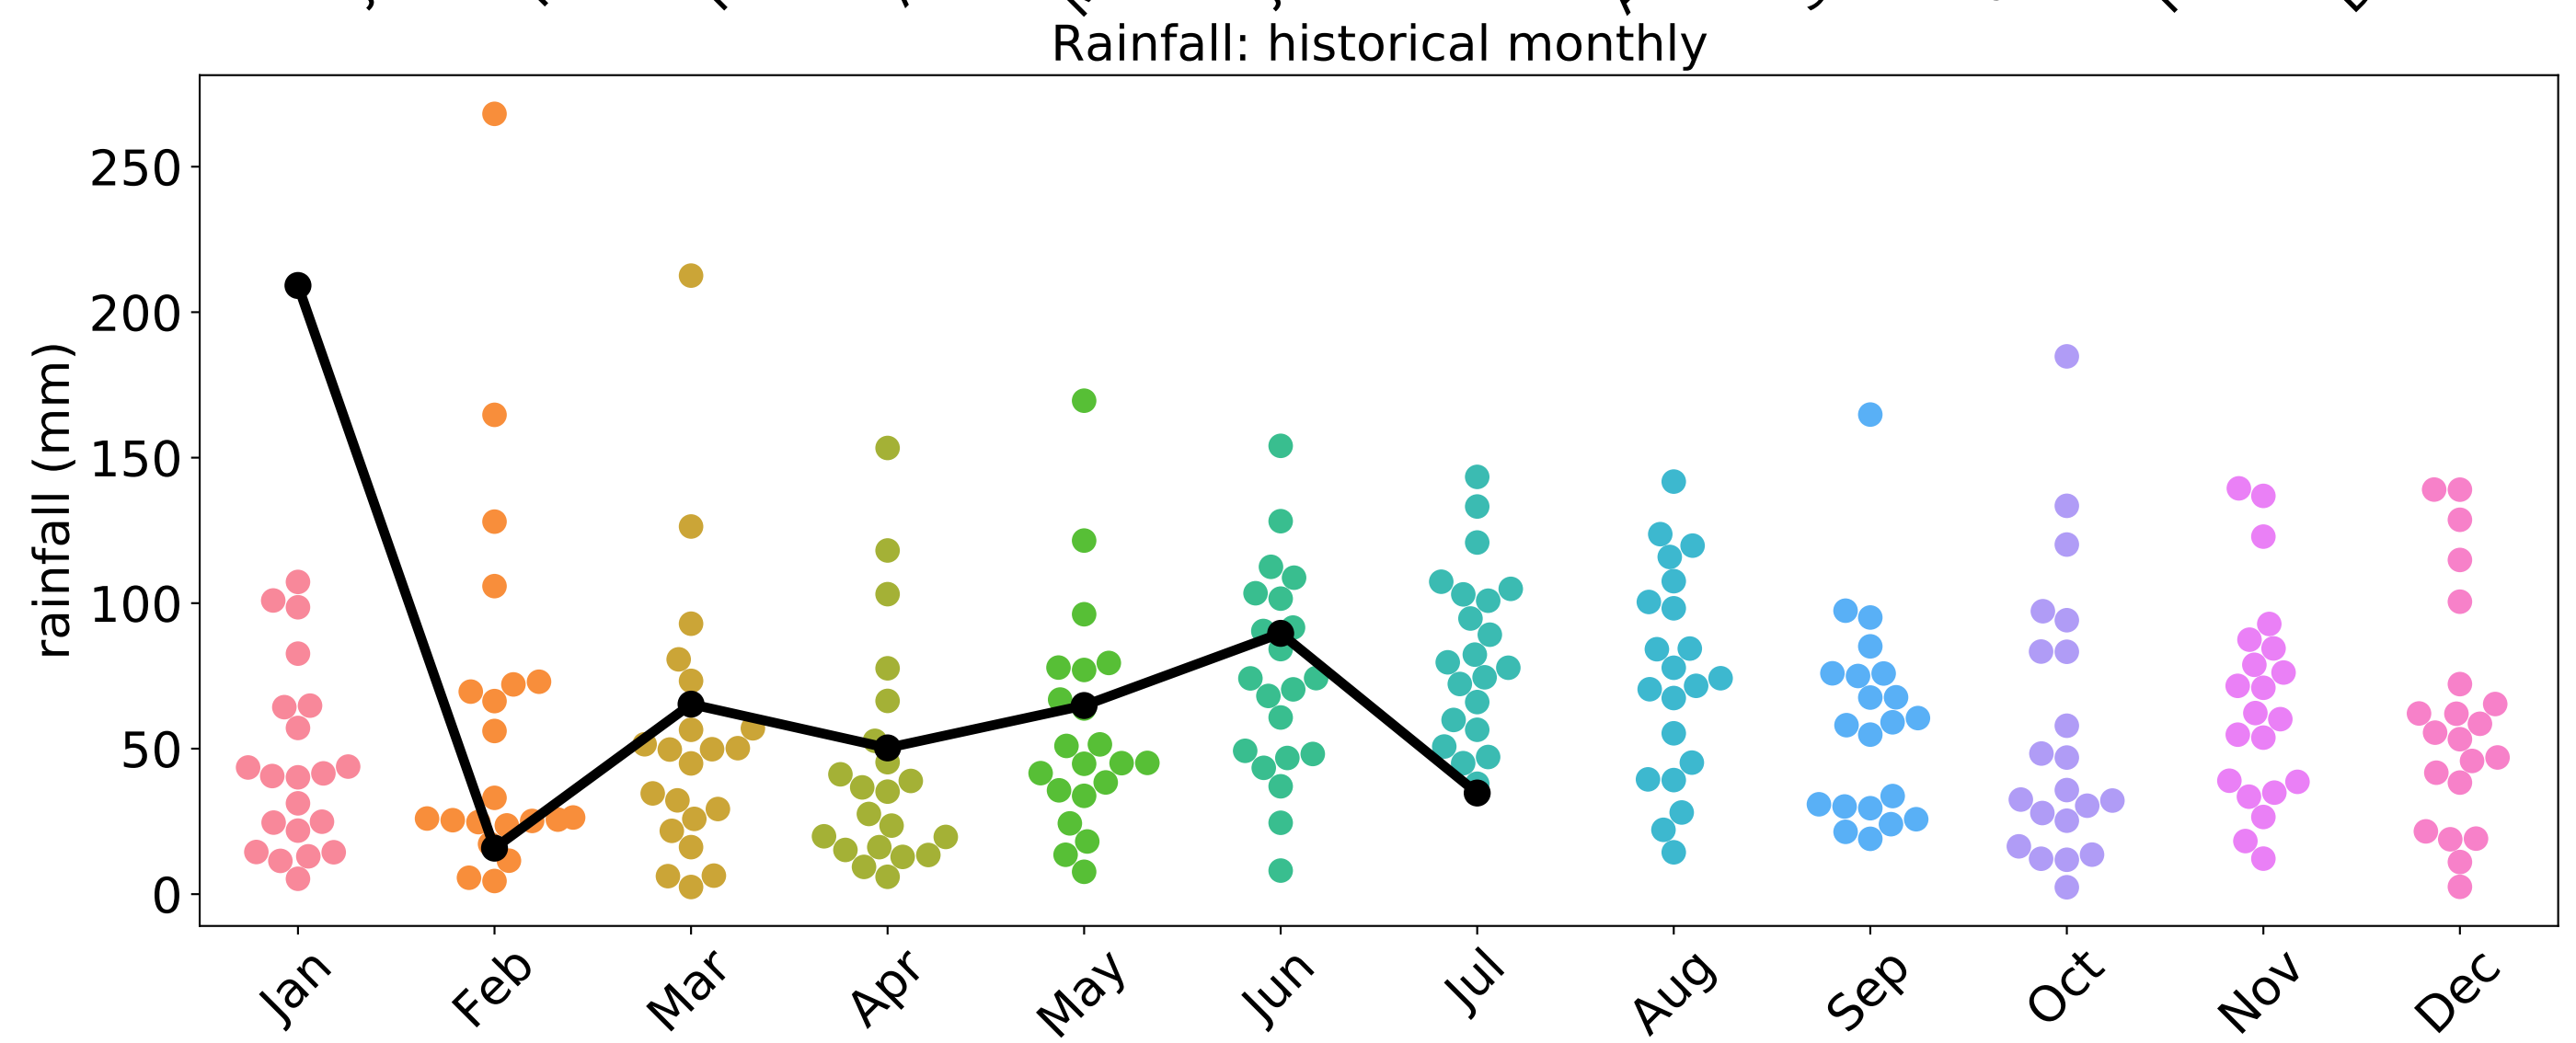 Rainfall: historical monthly
rainfall (mm)
250
200
150
100
50
0
Jan
Feb
Mar
Apr
May
Jun
Jul
Aug
Sep
Oct
Nov
Dec